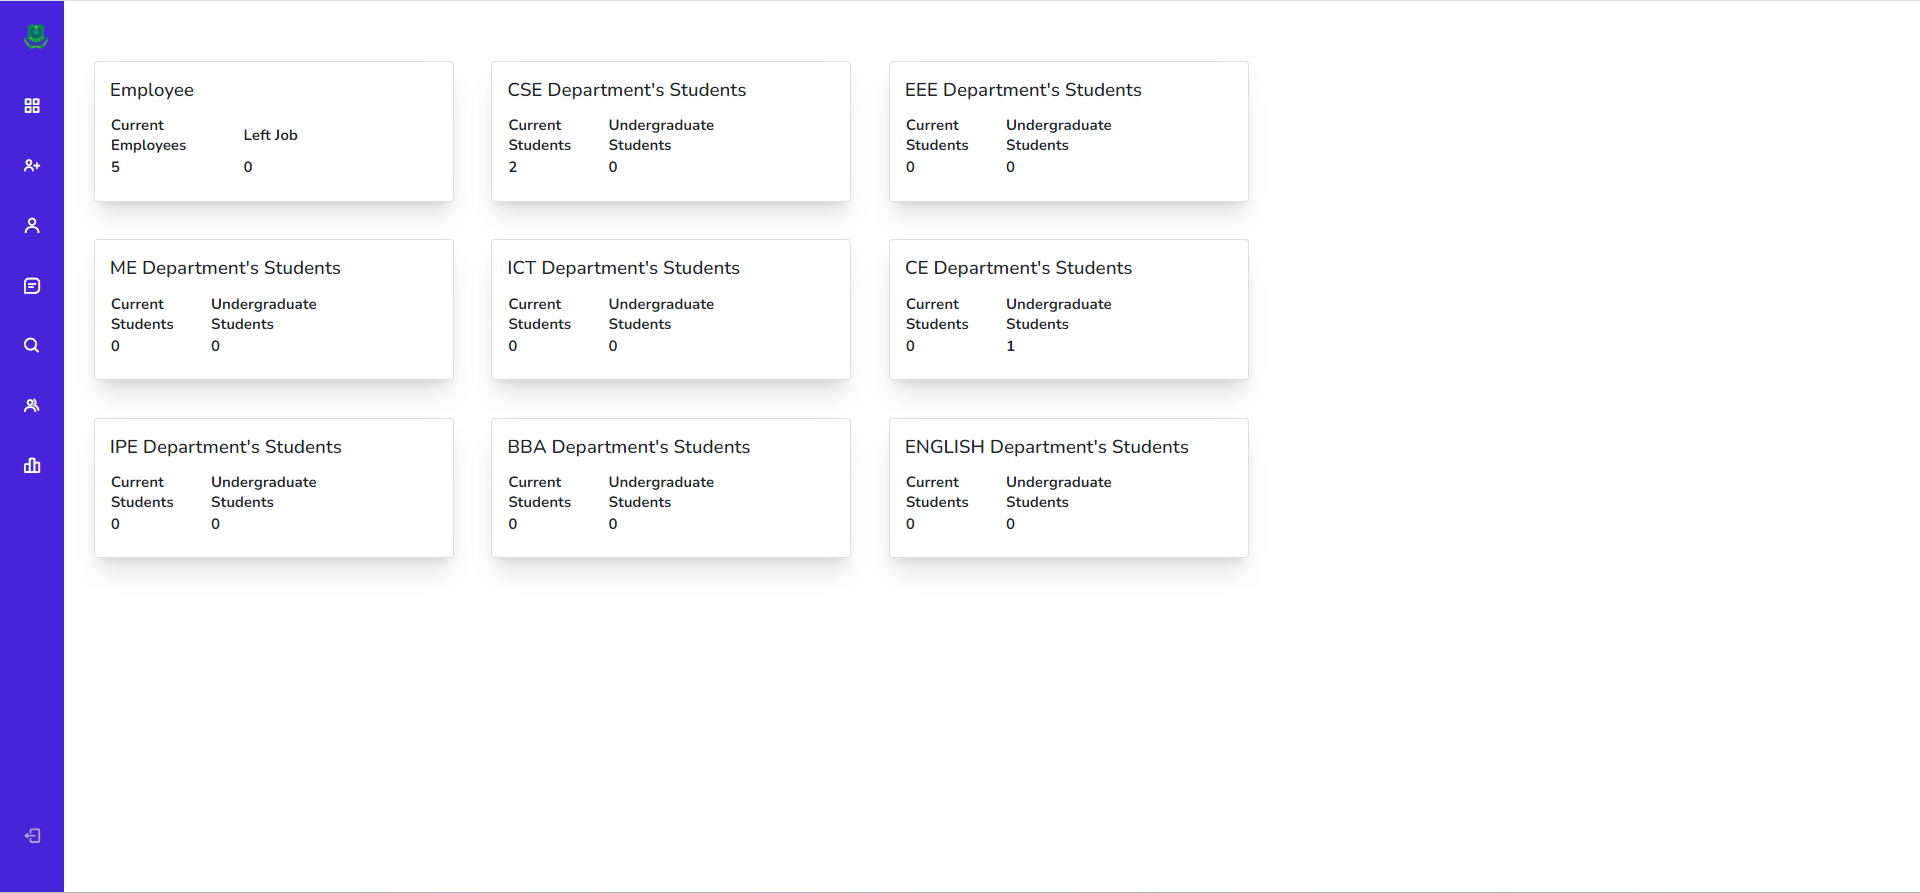 Employee
Current Employees
Left Job
5
0
CSE Department's Students
Current Students
Undergraduate Students
2
0
EEE Department's Students
Current Students
Undergraduate Students
0
0
ME Department's Students
Current Students
Undergraduate Students
0
0
ICT Department's Students
Current Students
Undergraduate Students
0
0
CE Department's Students
Current Students
Undergraduate Students
0
1
IPE Department's Students
Current Students
Undergraduate Students
0
0
BBA Department's Students
Current Students
Undergraduate Students
0
0
ENGLISH Department's Students
Current Students
Undergraduate Students
0
0